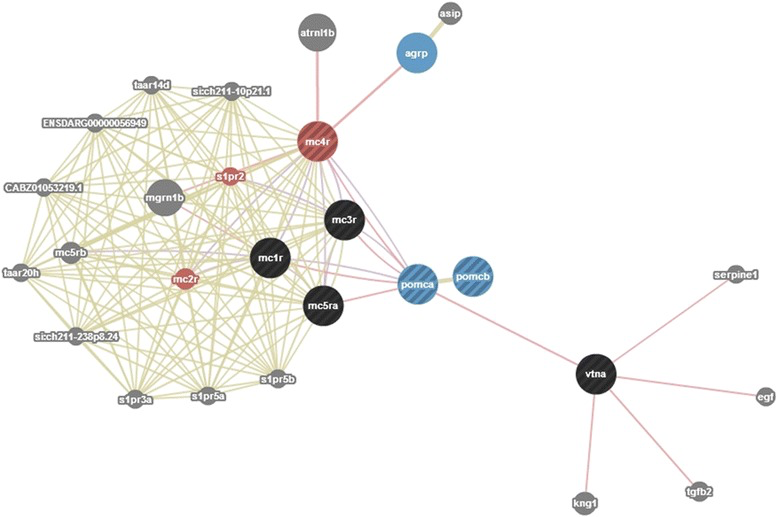 asip
atrnl1b
agrp
taar14d
si:ch211-10p21.1
ENSDARG00000056949
mc4r
s1pr2
CABZ01053219.1
mgrn1b
mc3r
mc5rb
mc1r
taar20h
mc2r
pomca
pomcb
serpine1
mc5ra
si:ch211-238p8.24
vtna
s1pr5b
s1pr3a
s1pr5a
egf
tgfb2
kng1